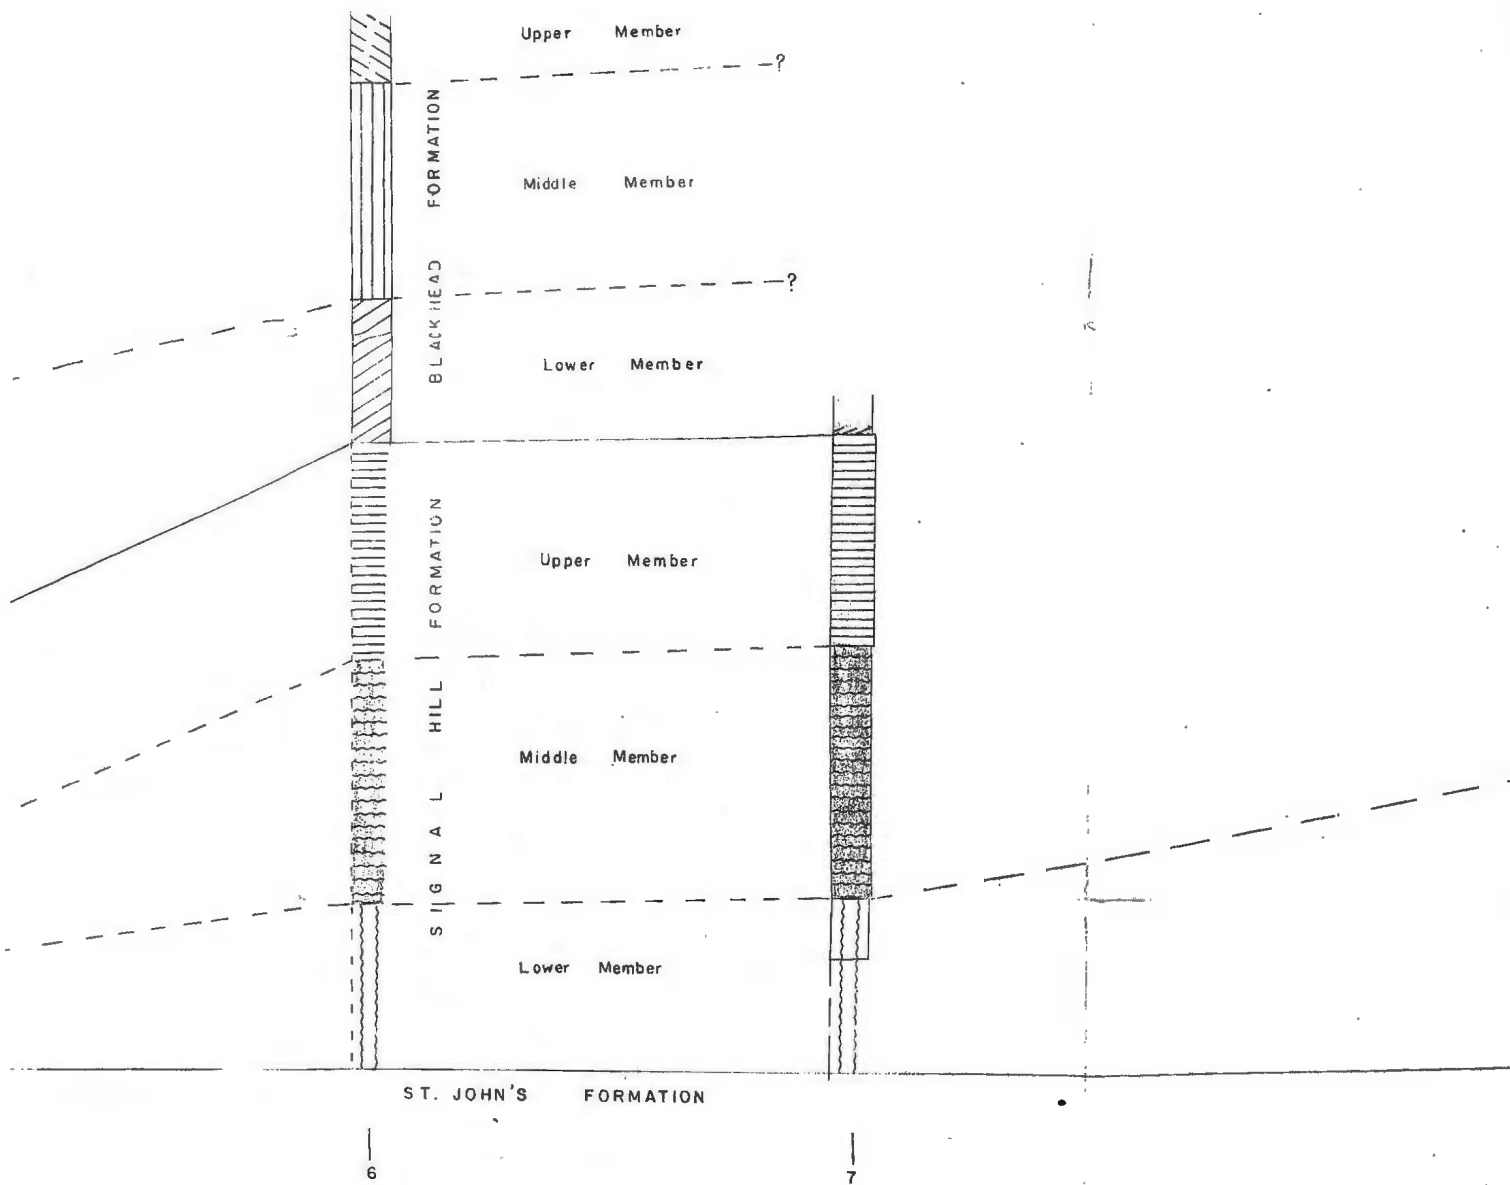 Upper Member
?
BLACKHEAD FORMATION
Middle Member
?
Lower Member
SIGNAL HILL FORMATION
Upper Member
Middle Member
Lower Member
ST. JOHN'S FORMATION
6
7